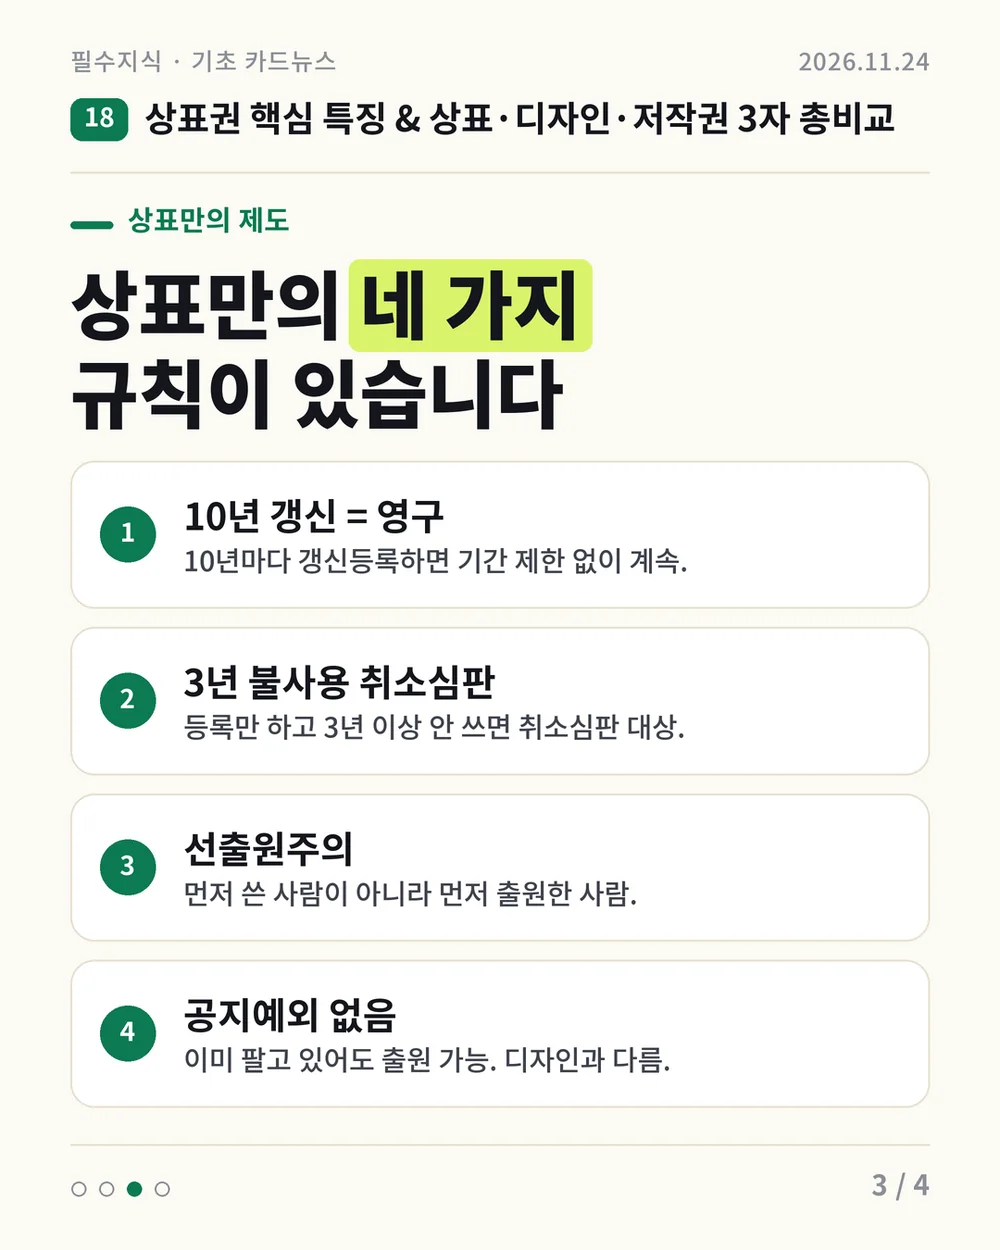 필수지식 · 기초 카드뉴스
2026.11.24
18 상표권 핵심 특징 & 상표·디자인·저작권 3자 총비교
상표만의 제도
상표만의 네 가지
규칙이 있습니다
1
10년 갱신 = 영구
10년마다 갱신등록하면 기간 제한 없이 계속.
2
3년 불사용 취소심판
등록만 하고 3년 이상 안 쓰면 취소심판 대상.
3
선출원주의
먼저 쓴 사람이 아니라 먼저 출원한 사람.
4
공지예외 없음
이미 팔고 있어도 출원 가능. 디자인과 다름.
3 / 4